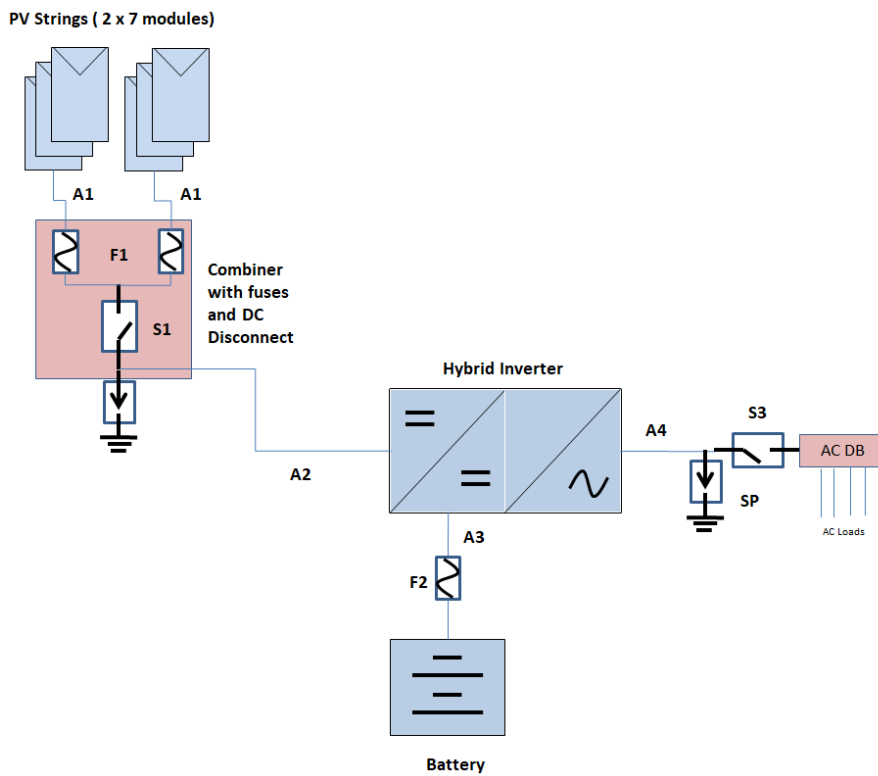 PV Strings ( 2 x 7 modules)
A1
A1
F1
Combiner
with fuses
and DC
Disconnect
S1
Hybrid Inverter
A2
A4
S3
AC DB
SP
AC Loads
A3
F2
Battery